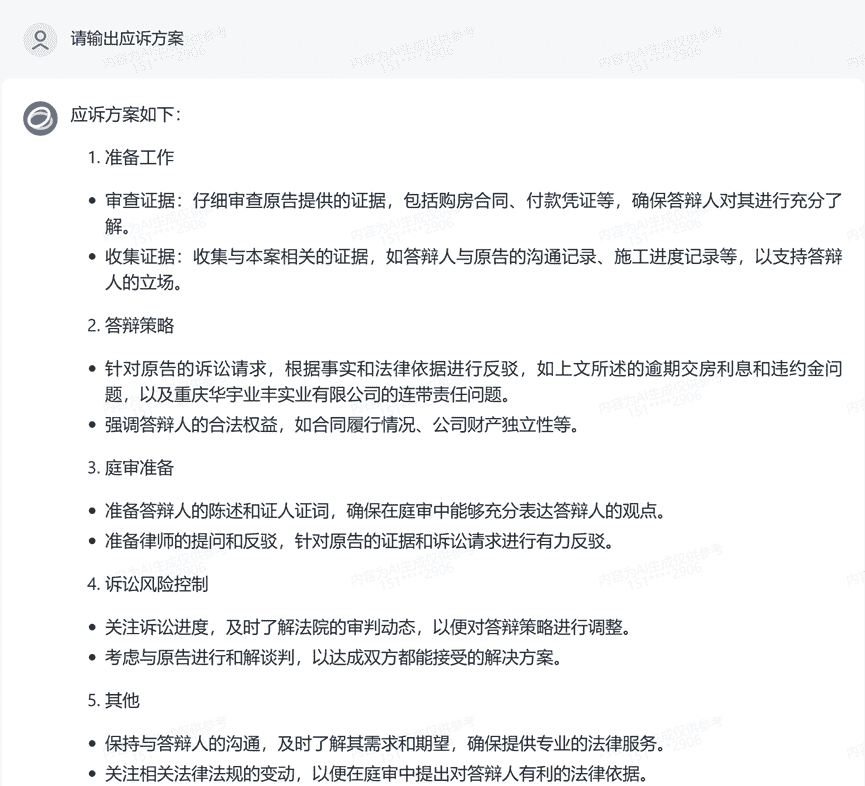 请输出应诉方案
应诉方案如下：
1. 准备工作
• 审查证据：仔细审查原告提供的证据，包括购房合同、付款凭证等，确保答辩人对其进行充分了
解。
• 收集证据：收集与本案相关的证据，如答辩人与原告的沟通记录、施工进度记录等，以支持答辩
人的立场。
2. 答辩策略
• 针对原告的诉讼请求，根据事实和法律依据进行反驳，如上文所述的逾期交房利息和违约金问
题，以及重庆华宇业丰实业有限公司的连带责任问题。
• 强调答辩人的合法权益，如合同履行情况、公司财产独立性等。
3. 庭审准备
• 准备答辩人的陈述和证人证词，确保在庭审中能够充分表达答辩人的观点。
• 准备律师的提问和反驳，针对原告的证据和诉讼请求进行有力反驳。
4. 诉讼风险控制
• 关注诉讼进度，及时了解法院的审判动态，以便对答辩策略进行调整。
• 考虑与原告进行和解谈判，以达成双方都能接受的解决方案。
5. 其他
• 保持与答辩人的沟通，及时了解其需求和期望，确保提供专业的法律服务。
• 关注相关法律法规的变动，以便在庭审中提出对答辩人有利的法律依据。
内容为AI生成仅供参考
151****2906